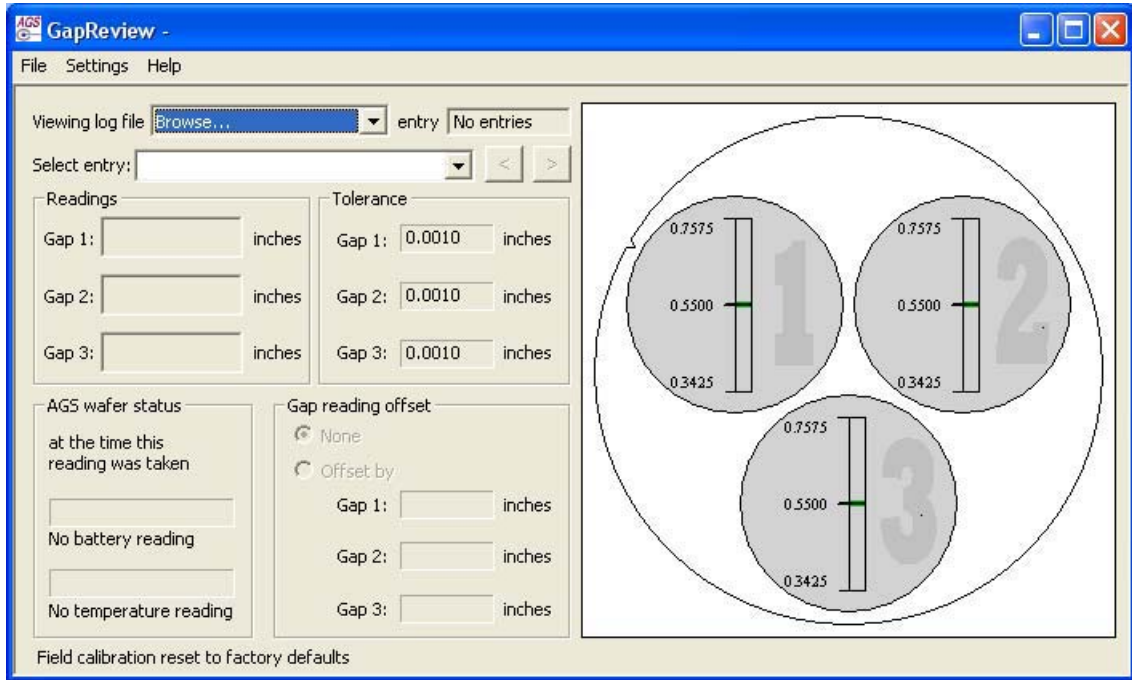 AGS GapReview -
File Settings Help
Viewing log file Browse... entry No entries
Select entry: < >
Readings
Gap 1: inches
Gap 2: inches
Gap 3: inches
Tolerance
Gap 1: 0.0010 inches
Gap 2: 0.0010 inches
Gap 3: 0.0010 inches
AGS wafer status
at the time this
reading was taken
No battery reading
No temperature reading
Gap reading offset
None
Offset by
Gap 1: inches
Gap 2: inches
Gap 3: inches
0.7575
0.5500
0.3425
1
0.7575
0.5500
0.3425
2
0.7575
0.5500
0.3425
3
Field calibration reset to factory defaults